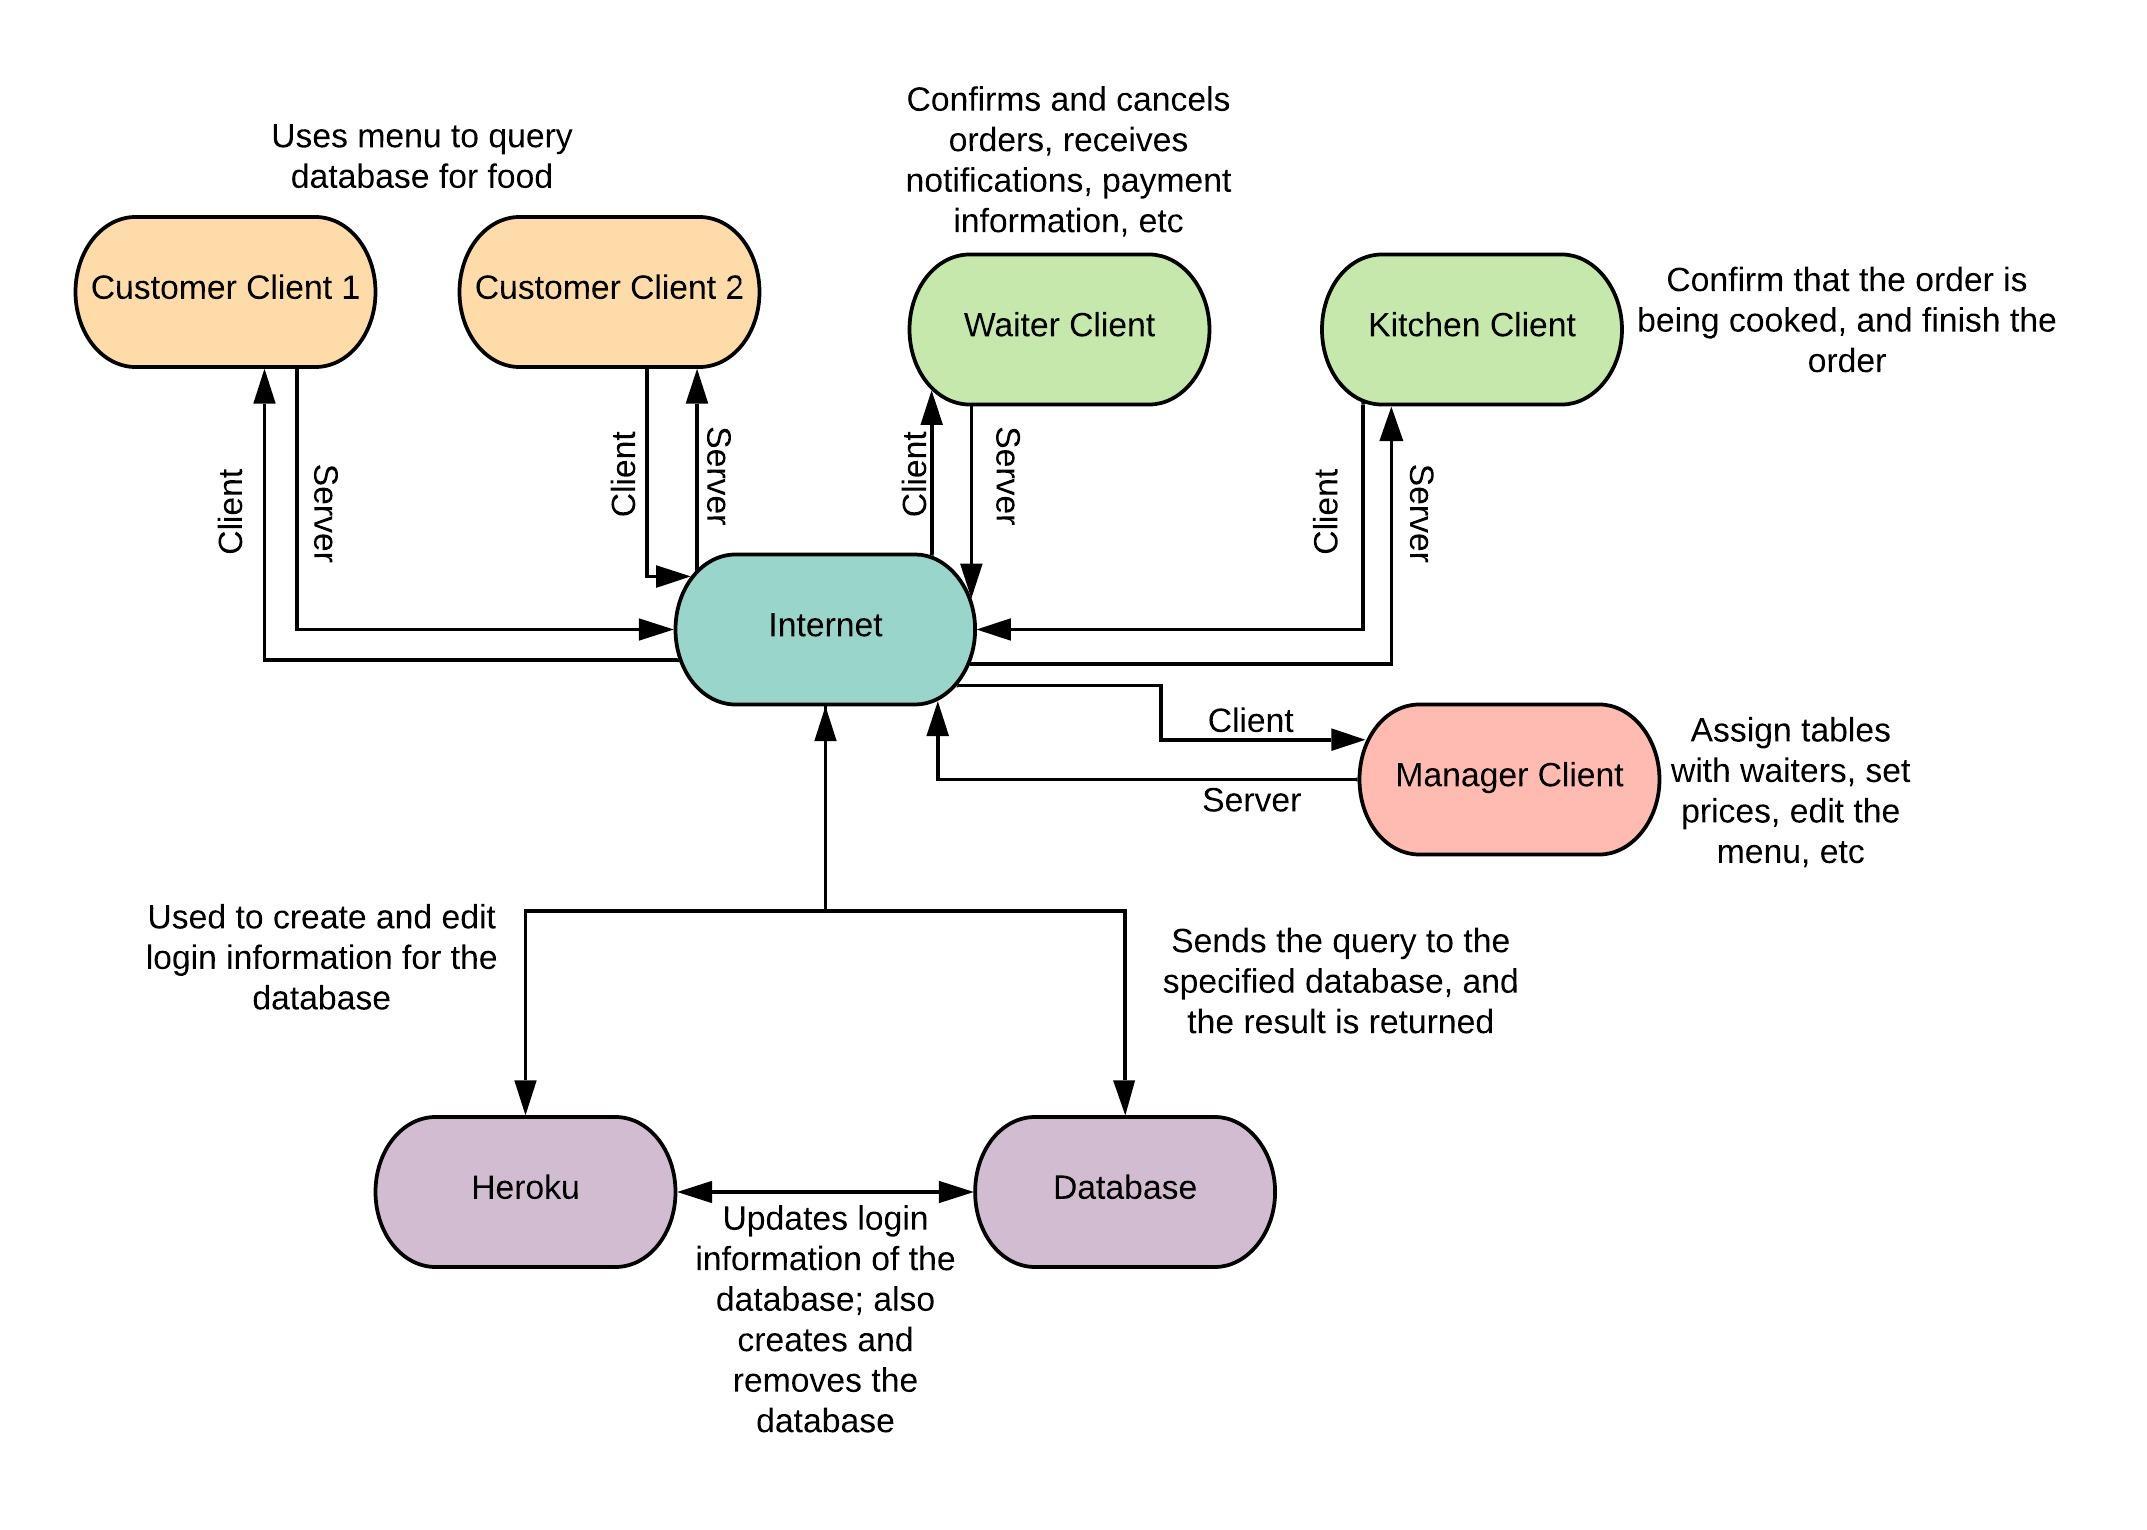 Confirms and cancels
orders, receives
notifications, payment
information, etc
Uses menu to query
database for food
Customer Client 1
Customer Client 2
Waiter Client
Kitchen Client
Confirm that the order is
being cooked, and finish the
order
Client
Server
Client
Server
Client
Server
Client
Server
Internet
Client
Server
Manager Client
Assign tables
with waiters, set
prices, edit the
menu, etc
Used to create and edit
login information for the
database
Sends the query to the
specified database, and
the result is returned
Heroku
Database
Updates login
information of the
database; also
creates and
removes the
database